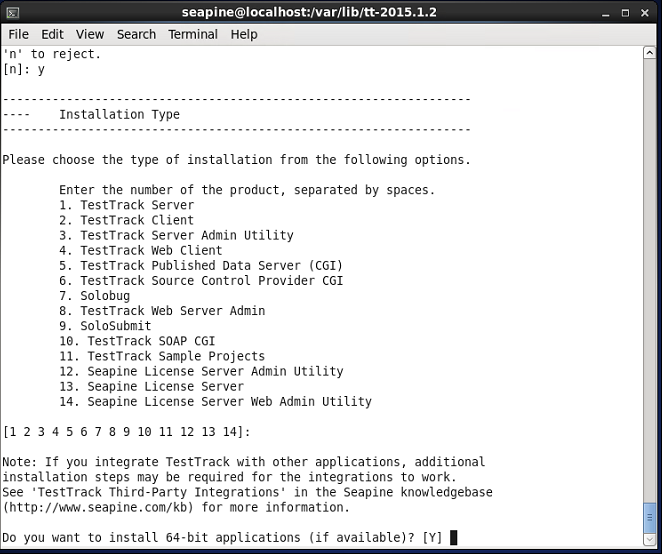 seapine@localhost:/var/lib/tt-2015.1.2
File Edit View Search Terminal Help
'n' to reject.
[n]: y
------------------------------------------------------------------
----    Installation Type
------------------------------------------------------------------
Please choose the type of installation from the following options.
Enter the number of the product, separated by spaces.
1. TestTrack Server
2. TestTrack Client
3. TestTrack Server Admin Utility
4. TestTrack Web Client
5. TestTrack Published Data Server (CGI)
6. TestTrack Source Control Provider CGI
7. Solobug
8. TestTrack Web Server Admin
9. SoloSubmit
10. TestTrack SOAP CGI
11. TestTrack Sample Projects
12. Seapine License Server Admin Utility
13. Seapine License Server
14. Seapine License Server Web Admin Utility
[1 2 3 4 5 6 7 8 9 10 11 12 13 14]:
Note: If you integrate TestTrack with other applications, additional
installation steps may be required for the integrations to work.
See 'TestTrack Third-Party Integrations' in the Seapine knowledgebase
(http://www.seapine.com/kb) for more information.
Do you want to install 64-bit applications (if available)? [Y]